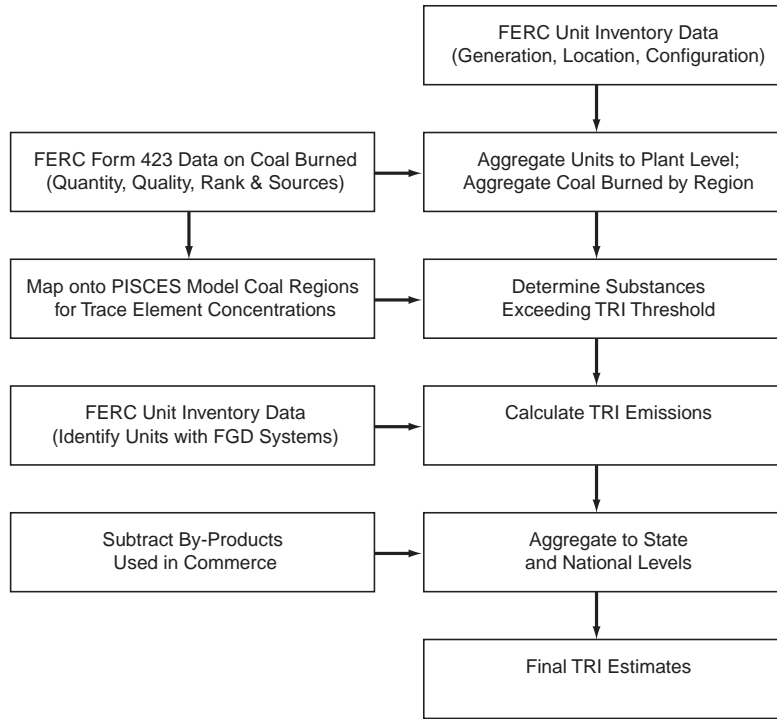 FERC Unit Inventory Data
(Generation, Location, Configuration)
FERC Form 423 Data on Coal Burned
(Quantity, Quality, Rank & Sources)
Aggregate Units to Plant Level;
Aggregate Coal Burned by Region
Map onto PISCES Model Coal Regions
for Trace Element Concentrations
Determine Substances
Exceeding TRI Threshold
FERC Unit Inventory Data
(Identify Units with FGD Systems)
Calculate TRI Emissions
Subtract By-Products
Used in Commerce
Aggregate to State
and National Levels
Final TRI Estimates